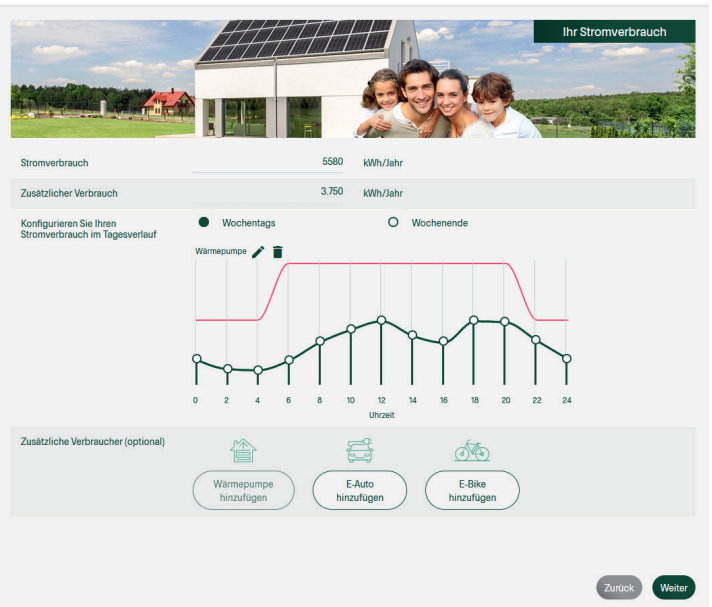 Ihr Stromverbrauch
Stromverbrauch 5580 kWh/Jahr
Zusätzlicher Verbrauch 3.750 kWh/Jahr
Konfigurieren Sie Ihren
Stromverbrauch im Tagesverlauf
Wochentags Wochenende
Wärmepumpe
0 2 4 6 8 10 12 14 16 18 20 22 24
Uhrzeit
Zusätzliche Verbraucher (optional)
Wärmepumpe
hinzufügen
E-Auto
hinzufügen
E-Bike
hinzufügen
Zurück Weiter